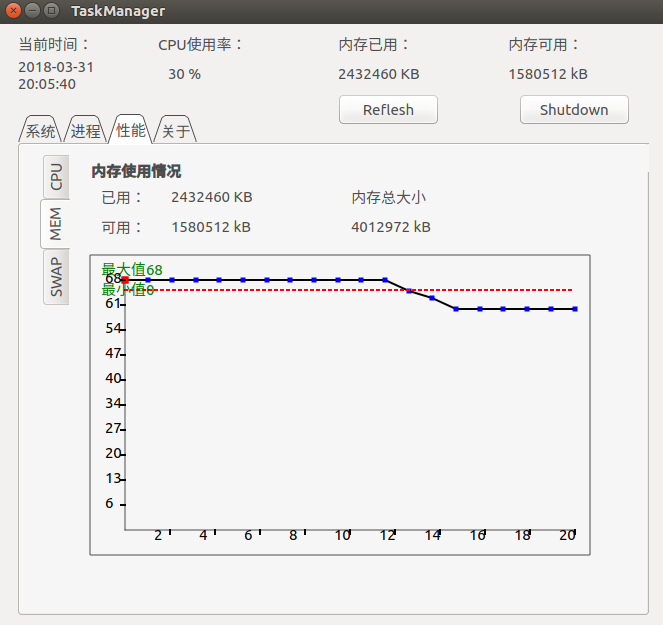 TaskManager
当前时间： CPU使用率： 内存已用： 内存可用：
2018-03-31
20:05:40
30 % 2432460 KB 1580512 kB
Reflesh Shutdown
系统 进程 性能 关于
CPU
MEM
SWAP
内存使用情况
已用： 2432460 KB 内存总大小
可用： 1580512 kB 4012972 kB
最大值68
68
最小值0
61
54
47
40
34
27
20
13
6
2 4 6 8 10 12 14 16 18 20